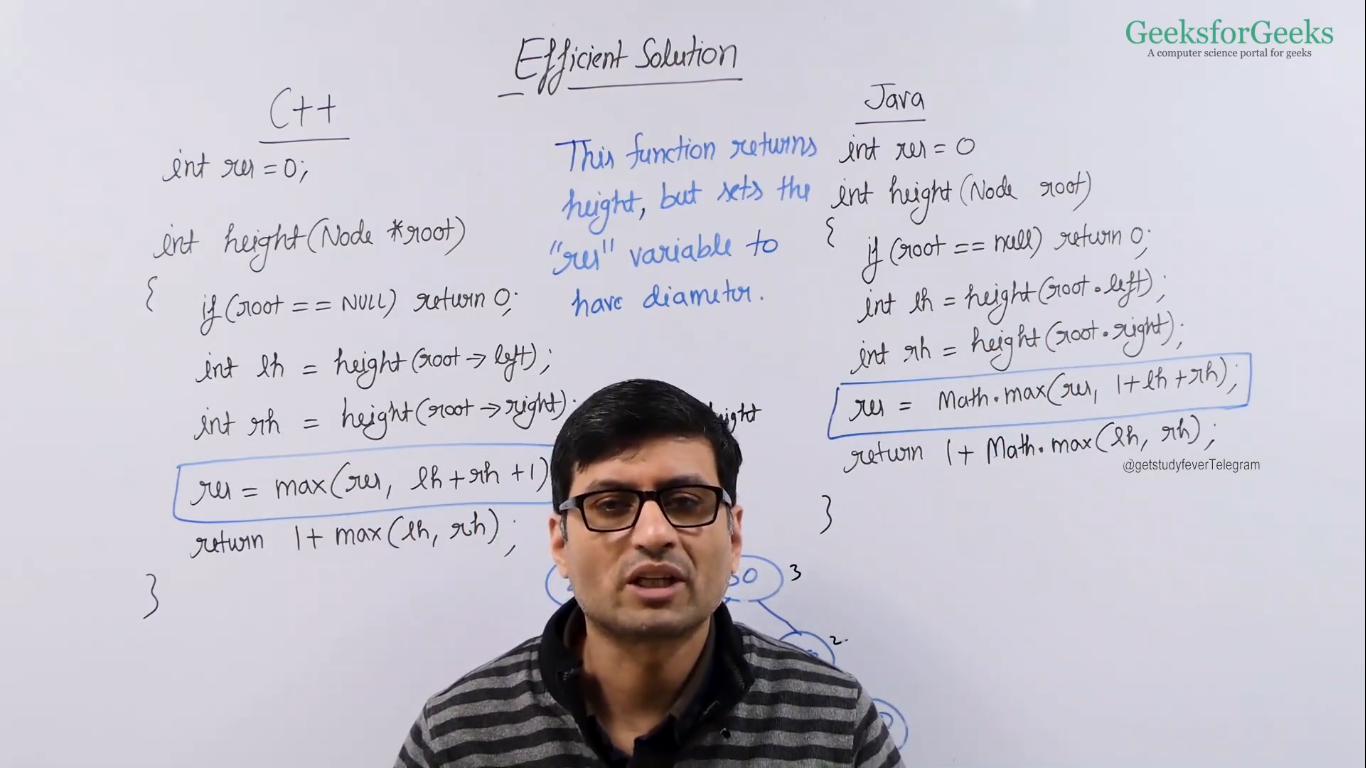 GeeksforGeeks
A computer science portal for geeks
Efficient Solution
C++
int res = 0;
int height(Node *root)
{
if(root == NULL) return 0;
int lh = height(root→left);
int rh = height(root→right);
res = max(res, lh+rh +1)
return 1+ max(lh, rh);
}
This function returns
height, but sets the
"res" variable to
have diameter.
Java
int res = 0
int height(Node root)
{
if(root == null) return 0;
int lh = height(root.left);
int rh = height(root.right);
res = Math.max(res, 1+lh+rh);
return 1+ Math.max(lh, rh);
}
@getstudyfeverTelegram
3
2